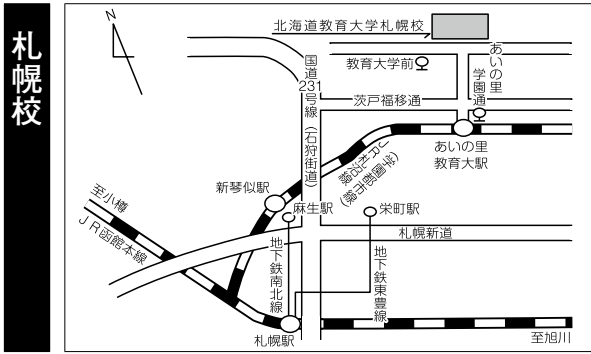 札幌校
N
北海道教育大学札幌校
教育大学前
あいの里
学園通
国道231号線(石狩街道)
茨戸福移通
あいの里
教育大駅
JR札沼線
(学園都市線)
新琴似駅
麻生駅
栄町駅
至小樽
JR函館本線
札幌新道
地下鉄南北線
地下鉄東豊線
札幌駅
至旭川